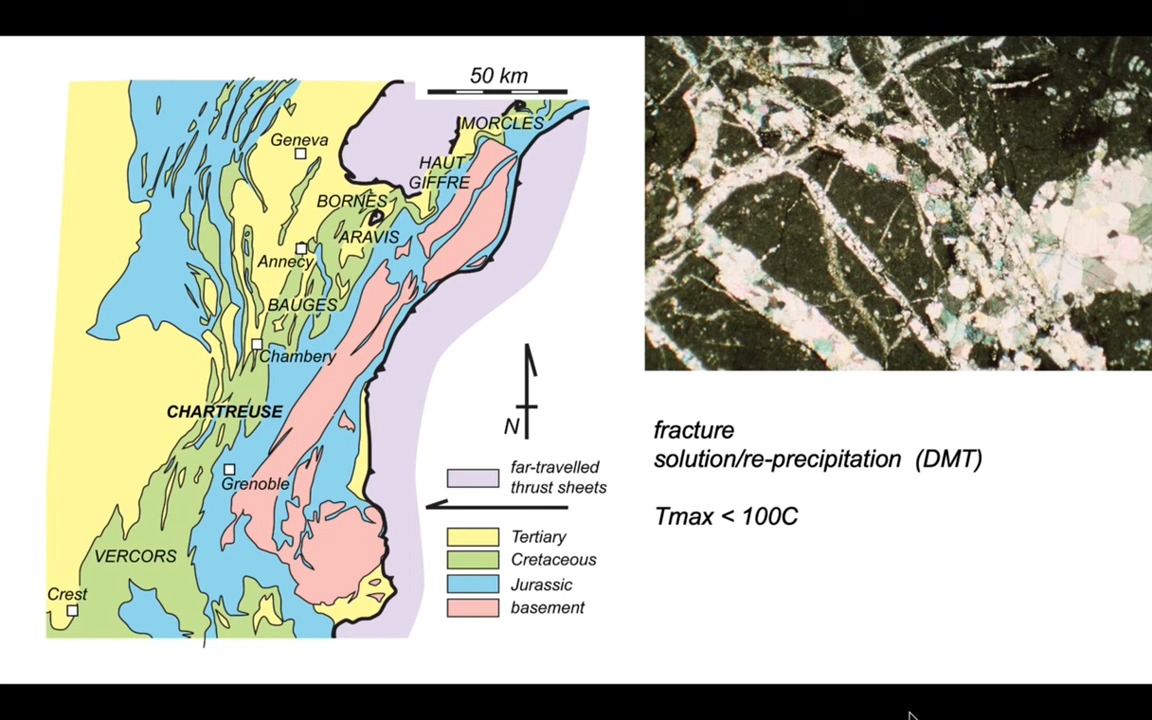 50 km
MORCLES
Geneva
HAUT
GIFFRE
BORNES
ARAVIS
Annecy
BAUGES
Chambery
CHARTREUSE
N
Grenoble
VERCORS
Crest
far-travelled
thrust sheets
Tertiary
Cretaceous
Jurassic
basement
fracture
solution/re-precipitation (DMT)
Tmax < 100C